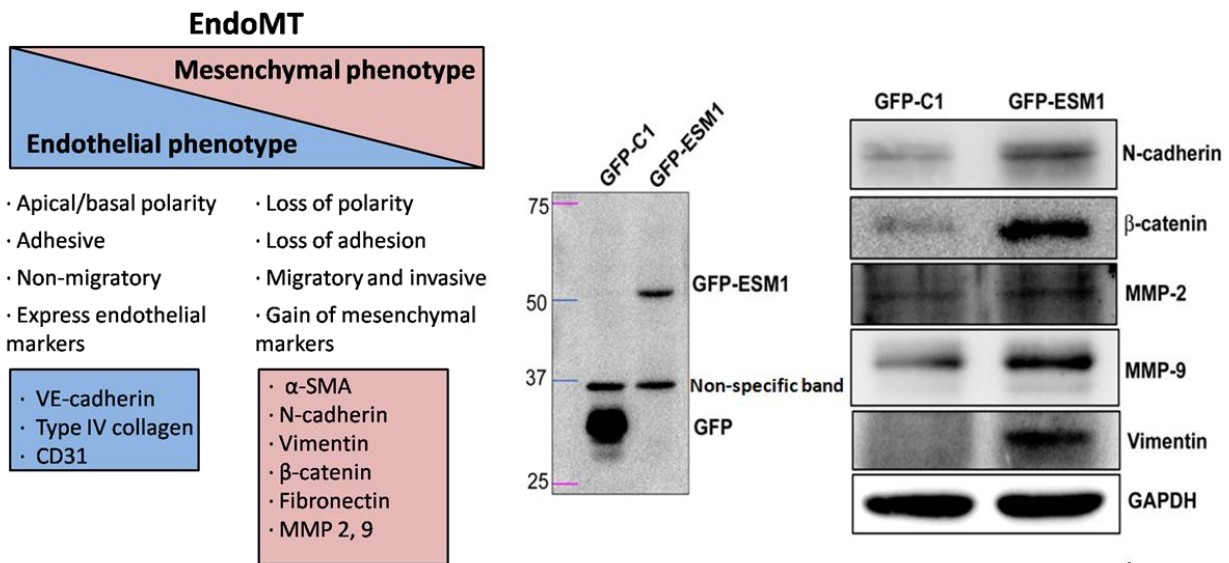 EndoMT
Mesenchymal phenotype
Endothelial phenotype
· Apical/basal polarity
· Adhesive
· Non-migratory
· Express endothelial
markers
· VE-cadherin
· Type IV collagen
· CD31
· Loss of polarity
· Loss of adhesion
· Migratory and invasive
· Gain of mesenchymal
markers
· α-SMA
· N-cadherin
· Vimentin
· β-catenin
· Fibronectin
· MMP 2, 9
GFP-C1
GFP-ESM1
75
50
37
25
GFP-ESM1
Non-specific band
GFP
GFP-C1 GFP-ESM1
N-cadherin
β-catenin
MMP-2
MMP-9
Vimentin
GAPDH